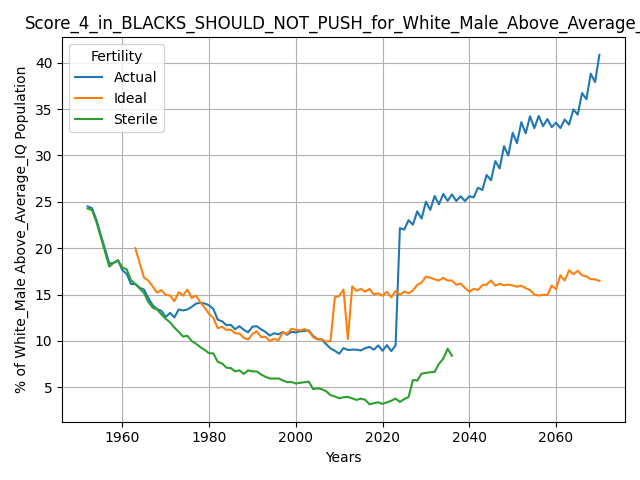 Score_4_in_BLACKS_SHOULD_NOT_PUSH_for_White_Male_Above_Average_
Fertility
Actual
Ideal
Sterile
% of White_Male Above_Average_IQ Population
40
35
30
25
20
15
10
5
1960 1980 2000 2020 2040 2060
Years